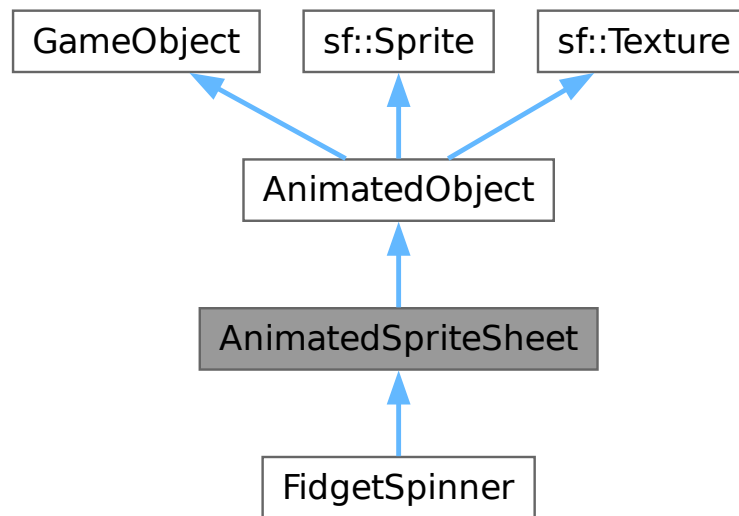 GameObject
sf::Sprite
sf::Texture
AnimatedObject
AnimatedSpriteSheet
FidgetSpinner